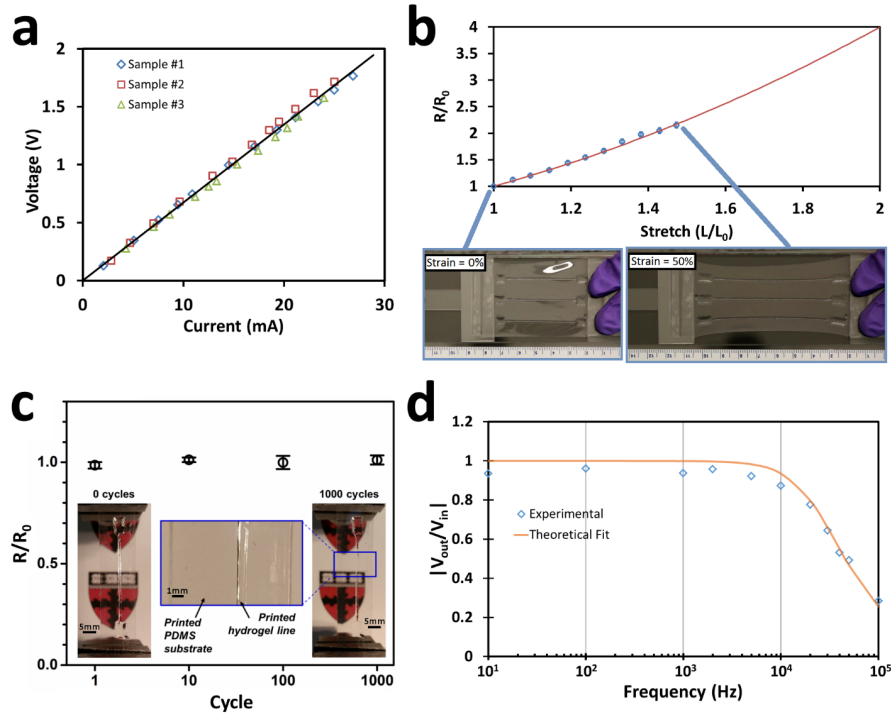 a
2
1.5
1
0.5
0
Voltage (V)
Sample #1
Sample #2
Sample #3
0
10
20
30
Current (mA)
b
4
3.5
3
2.5
2
1.5
1
R/R0
1
1.2
1.4
1.6
1.8
2
Stretch (L/L0)
Strain = 0%
Strain = 50%
c
1.5
1.0
0.5
0.0
R/R0
0 cycles
1000 cycles
1mm
5mm
5mm
Printed
PDMS
substrate
Printed
hydrogel line
1
10
100
1000
Cycle
d
1.2
1
0.8
0.6
0.4
0.2
0
|Vout/Vin|
Experimental
Theoretical Fit
10¹
10²
10³
10⁴
10⁵
Frequency (Hz)